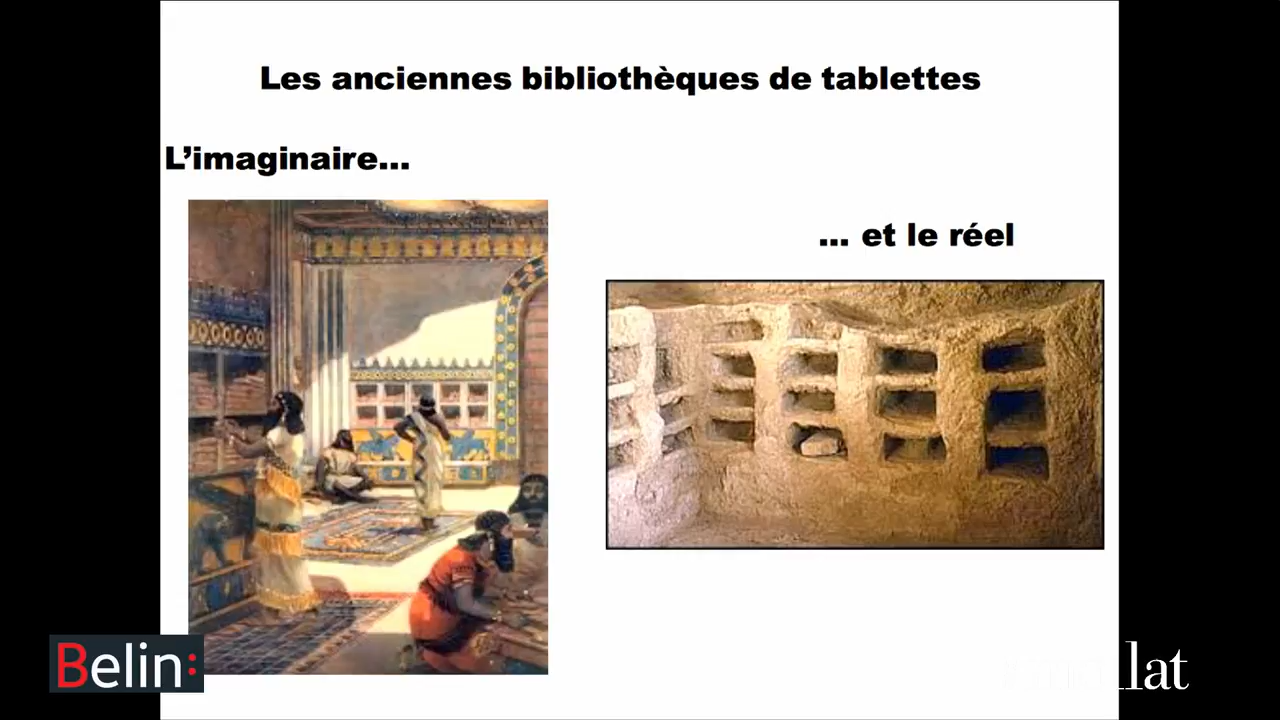 Les anciennes bibliothèques de tablettes
L’imaginaire...
... et le réel
Belin: